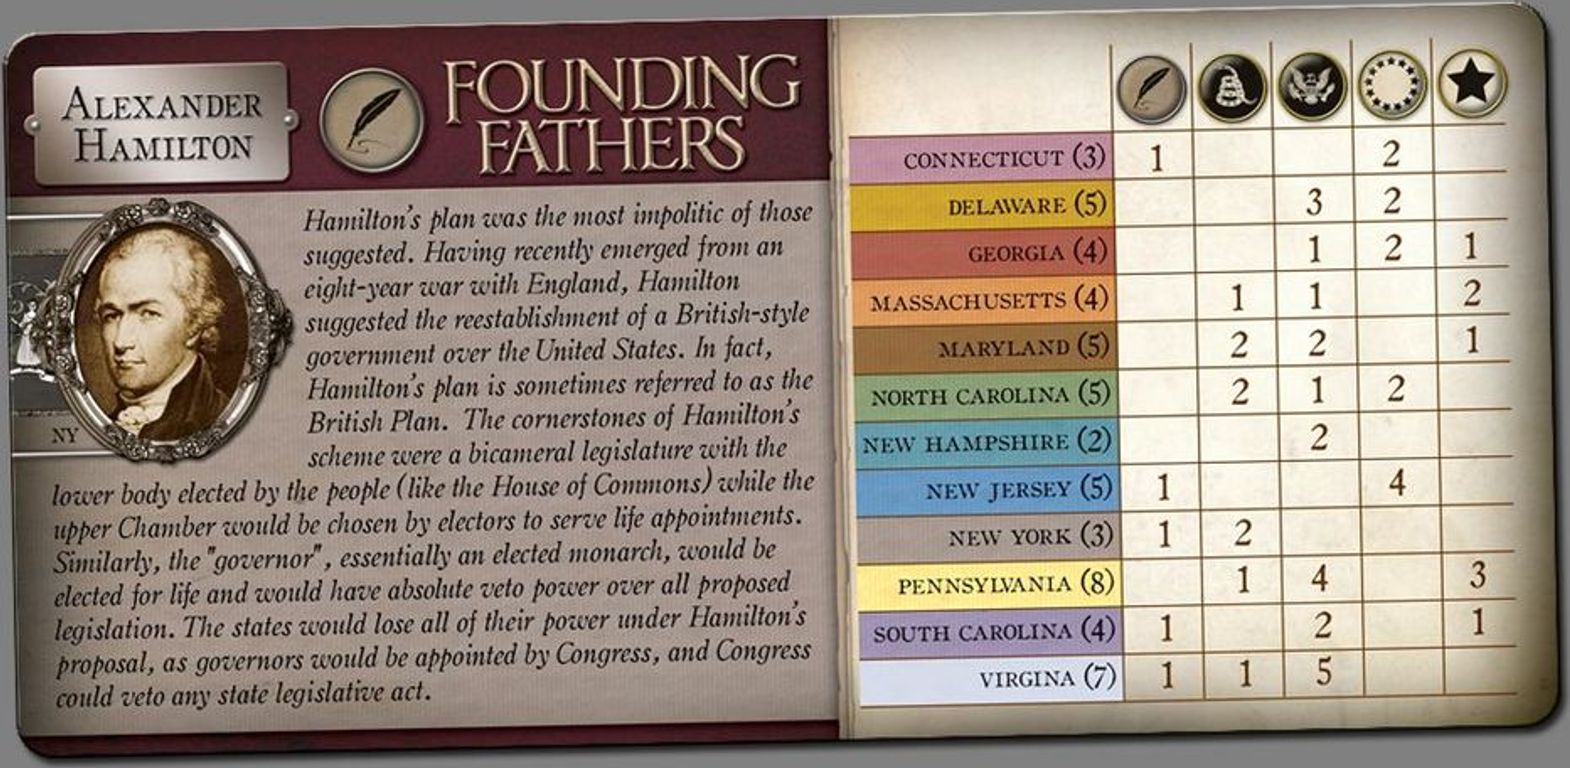 ALEXANDER
HAMILTON
FOUNDING
FATHERS
Hamilton's plan was the most impolitic of those
suggested. Having recently emerged from an
eight-year war with England, Hamilton
suggested the reestablishment of a British-style
government over the United States. In fact,
Hamilton's plan is sometimes referred to as the
British Plan. The cornerstones of Hamilton's
scheme were a bicameral legislature with the
lower body elected by the people (like the House of Commons) while the
upper Chamber would be chosen by electors to serve life appointments.
Similarly, the "governor", essentially an elected monarch, would be
elected for life and would have absolute veto power over all proposed
legislation. The states would lose all of their power under Hamilton's
proposal, as governors would be appointed by Congress, and Congress
could veto any state legislative act.
NY
CONNECTICUT (3) 1 2
DELAWARE (5) 3 2
GEORGIA (4) 1 2 1
MASSACHUSETTS (4) 1 1 2
MARYLAND (5) 2 2 1
NORTH CAROLINA (5) 2 1 2
NEW HAMPSHIRE (2) 2
NEW JERSEY (5) 1 4
NEW YORK (3) 1 2
PENNSYLVANIA (8) 1 4 3
SOUTH CAROLINA (4) 1 2 1
VIRGINA (7) 1 1 5